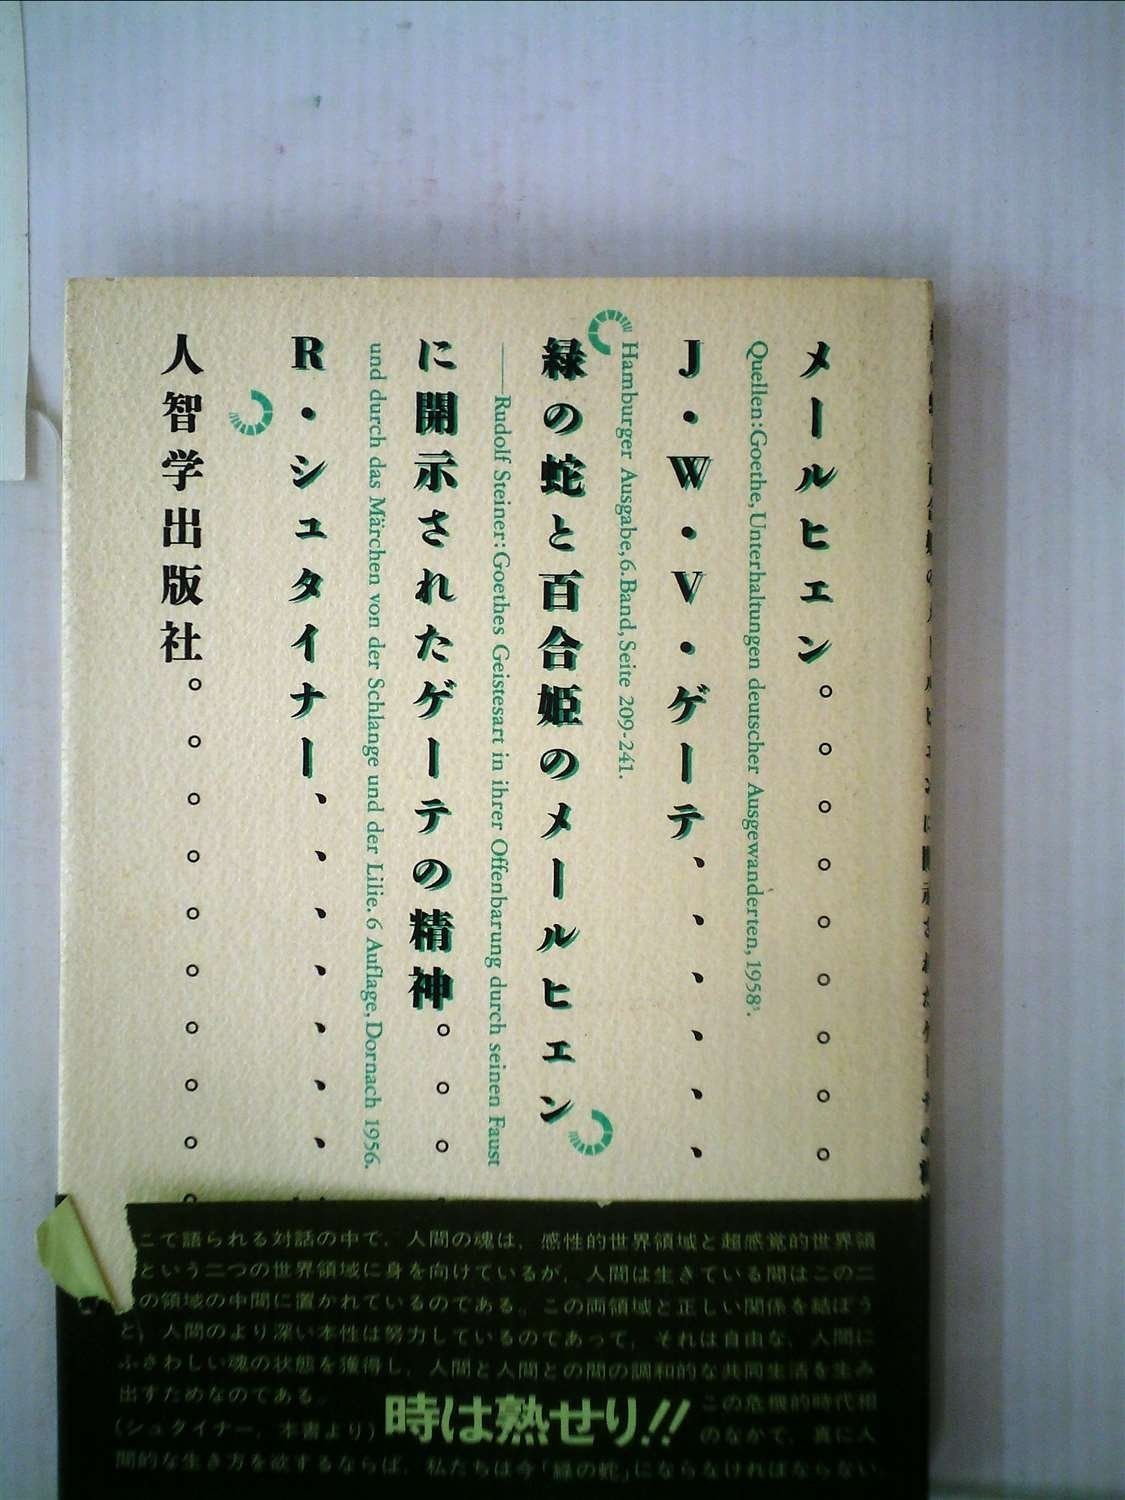 メールヒェン。。。。。。。。。
Quellen:Goethe, Unterhaltungen deutscher Ausgewanderten, 1958³.
J・W・V・ゲーテ、、、、、、
Hamburger Ausgabe, 6. Band, Seite 209-241.
緑の蛇と百合姫のメールヒェン
——Rudolf Steiner: Goethes Geistesart in ihrer Offenbarung durch seinen Faust
に開示されたゲーテの精神。。。
und durch das Märchen von der Schlange und der Lilie. 6 Auflage, Dornach 1956.
R・シュタイナー、、、、、、、
人智学出版社。。。。。。。。。。
こで語られる対話の中で、人間の魂は、感性的世界領域と超感覚的世界領
という二つの世界領域に身を向けているが、人間は生きている間はこの二
の領域の中間に置かれているのである。この両領域と正しい関係を結ぼう
と、人間のより深い本性は努力しているのであって、それは自由な、人間に
ふさわしい魂の状態を獲得し、人間と人間との間の調和的な共同生活を生み
出すためなのである。
(シュタイナー、本書より)
時は熟せり!!
この危機的時代相
のなかで、真に人
間的な生き方を欲するならば、私たちは今「緑の蛇」にならなければならない。